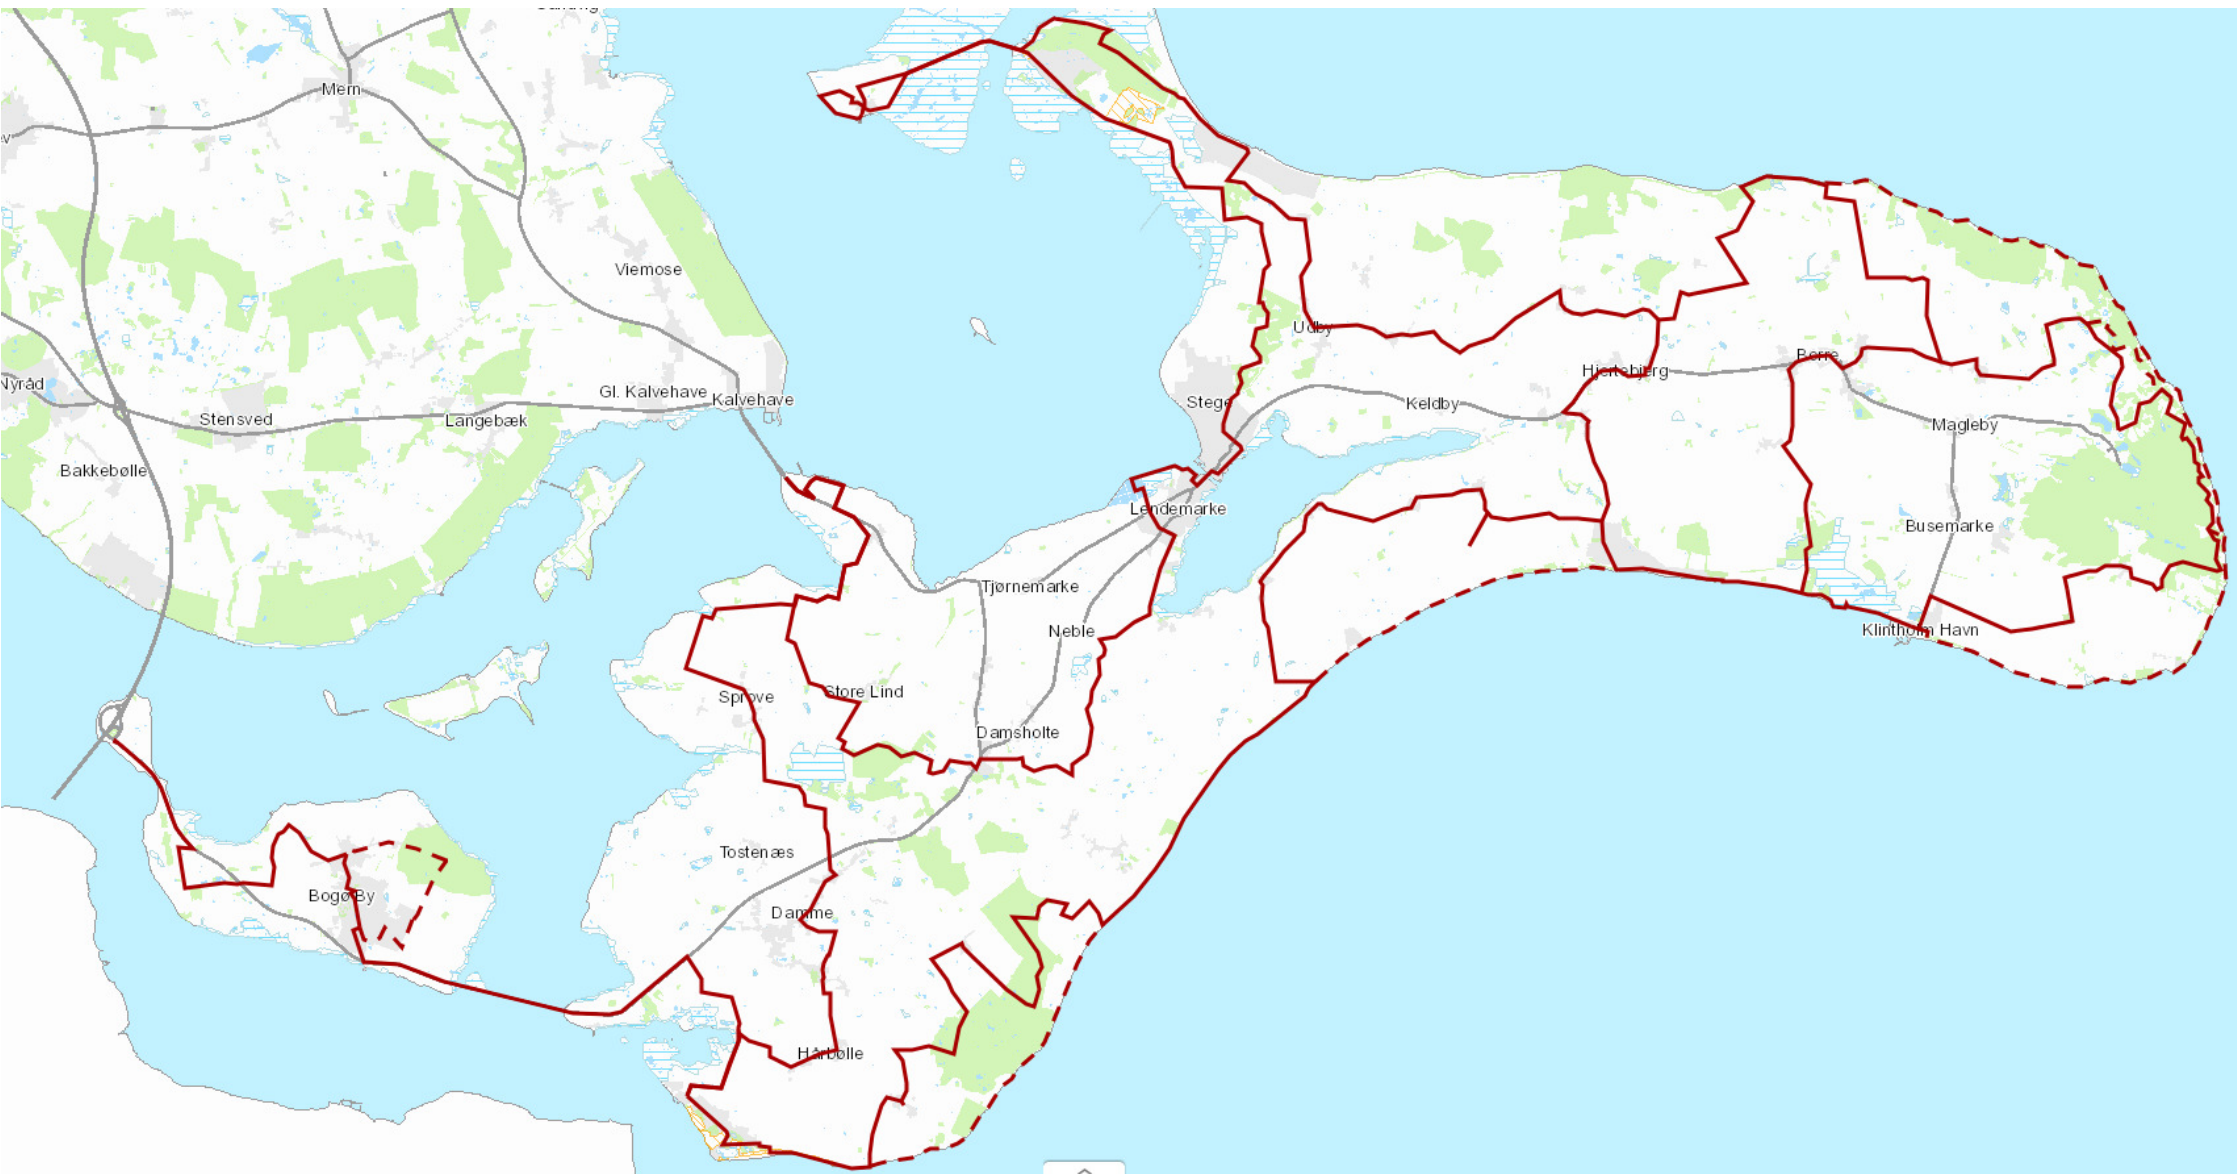 Mern
Viemose
Udby
Nyråd
Gl. Kalvehave
Kalvehave
Stensved
Langebæk
Bakkebølle
Stege
Keldby
Hjertebjerg
Borre
Magleby
Lendemarke
Busemarke
Tjørnemarke
Neble
Klintholm Havn
Sprove
Store Lind
Damsholte
Tostenæs
Bogø By
Damme
Hårbølle